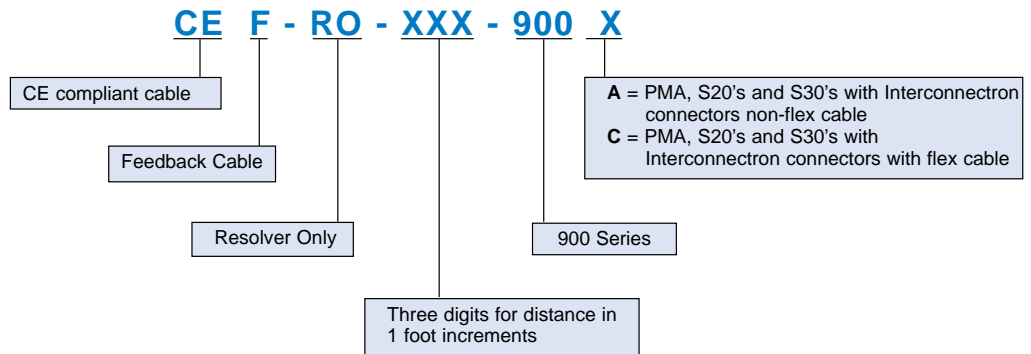 CE F - RO - XXX - 900 X
CE compliant cable
A = PMA, S20's and S30's with Interconnectron
connectors non-flex cable
C = PMA, S20's and S30's with
Interconnectron connectors with flex cable
Feedback Cable
Resolver Only
900 Series
Three digits for distance in
1 foot increments